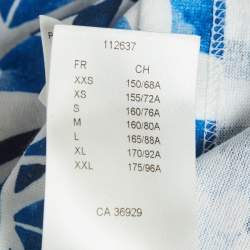 112637
FR CH
XXS 150/68A
XS 155/72A
S 160/76A
M 160/80A
L 165/88A
XL 170/92A
XXL 175/96A
CA 36929